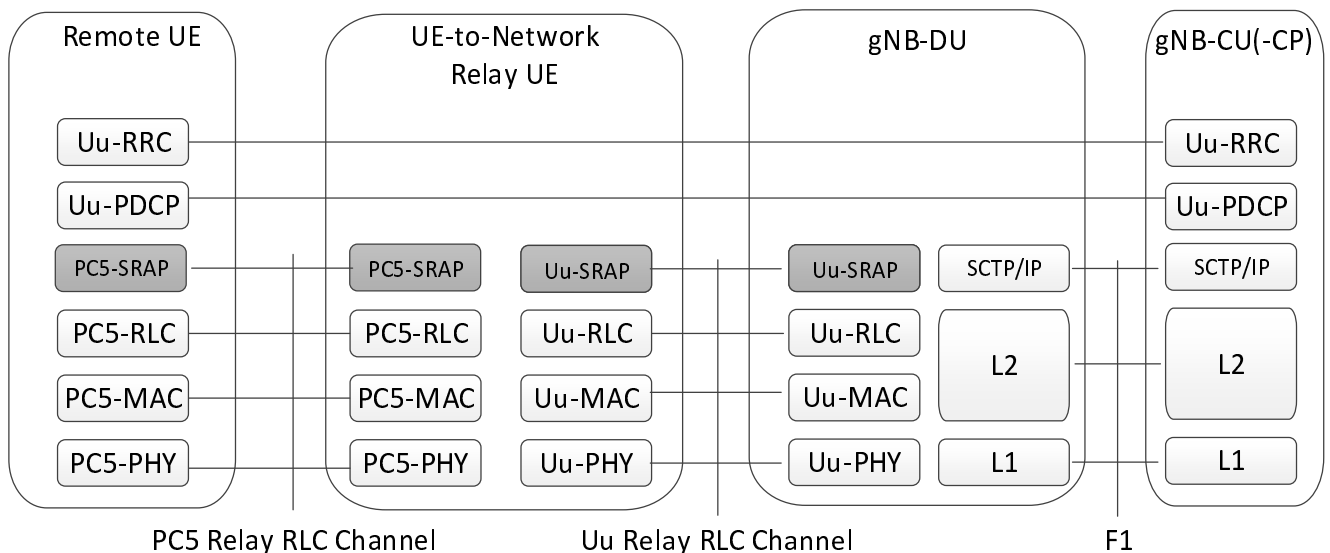 Remote UE
UE-to-Network
Relay UE
gNB-DU
gNB-CU(-CP)
Uu-RRC
Uu-RRC
Uu-PDCP
Uu-PDCP
PC5-SRAP
PC5-SRAP
Uu-SRAP
Uu-SRAP
SCTP/IP
SCTP/IP
PC5-RLC
PC5-RLC
Uu-RLC
Uu-RLC
L2
L2
PC5-MAC
PC5-MAC
Uu-MAC
Uu-MAC
PC5-PHY
PC5-PHY
Uu-PHY
Uu-PHY
L1
L1
PC5 Relay RLC Channel
Uu Relay RLC Channel
F1